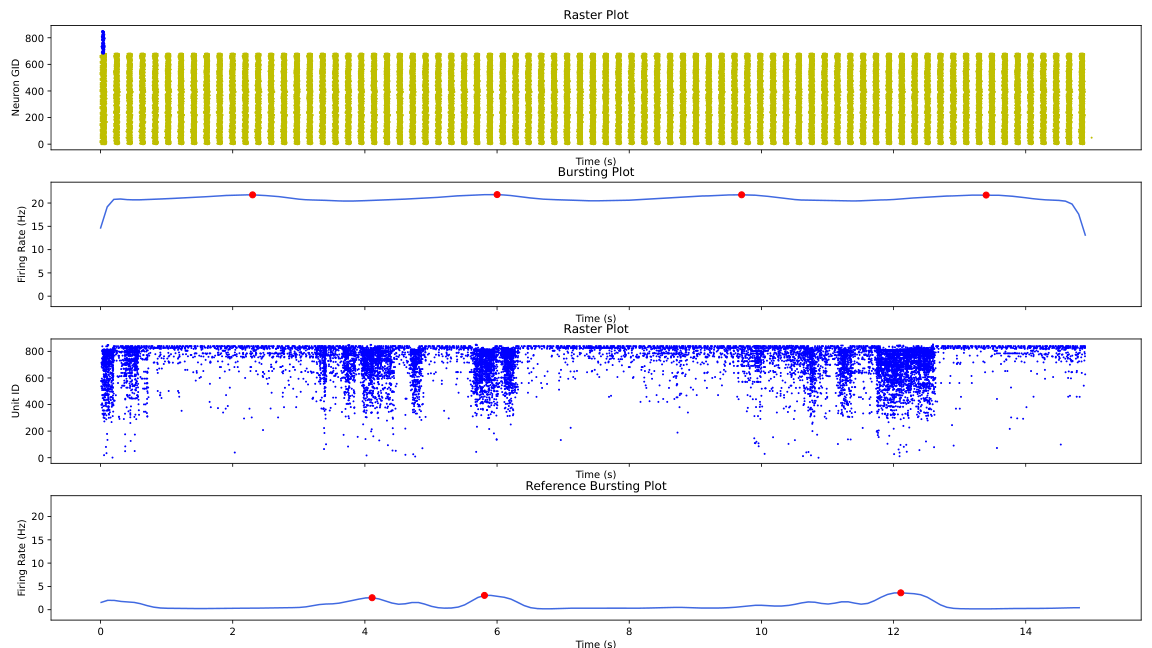 Raster Plot
800
600
400
200
0
Neuron GID
Time (s)
Bursting Plot
20
15
10
5
0
Firing Rate (Hz)
Time (s)
Raster Plot
800
600
400
200
0
Unit ID
Time (s)
Reference Bursting Plot
20
15
10
5
0
Firing Rate (Hz)
0 2 4 6 8 10 12 14
Time (s)